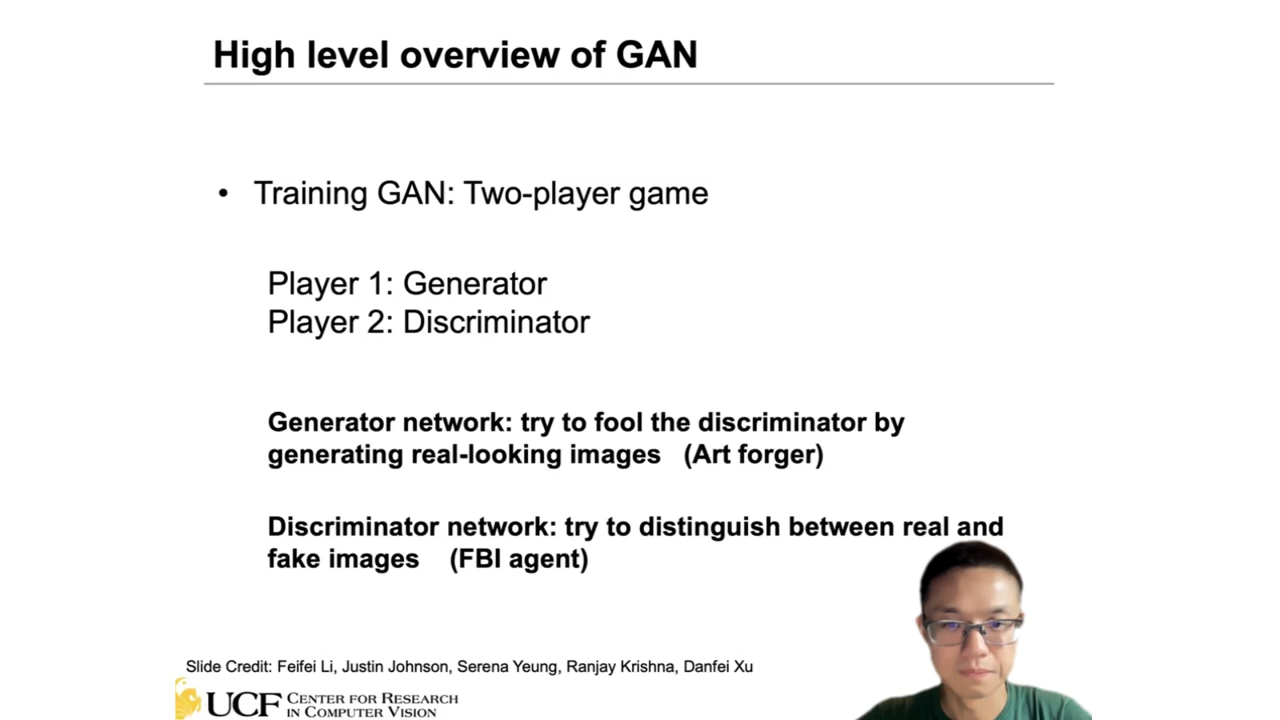 High level overview of GAN
• Training GAN: Two-player game
Player 1: Generator
Player 2: Discriminator
Generator network: try to fool the discriminator by
generating real-looking images (Art forger)
Discriminator network: try to distinguish between real and
fake images (FBI agent)
Slide Credit: Feifei Li, Justin Johnson, Serena Yeung, Ranjay Krishna, Danfei Xu
UCF CENTER FOR RESEARCH
IN COMPUTER VISION